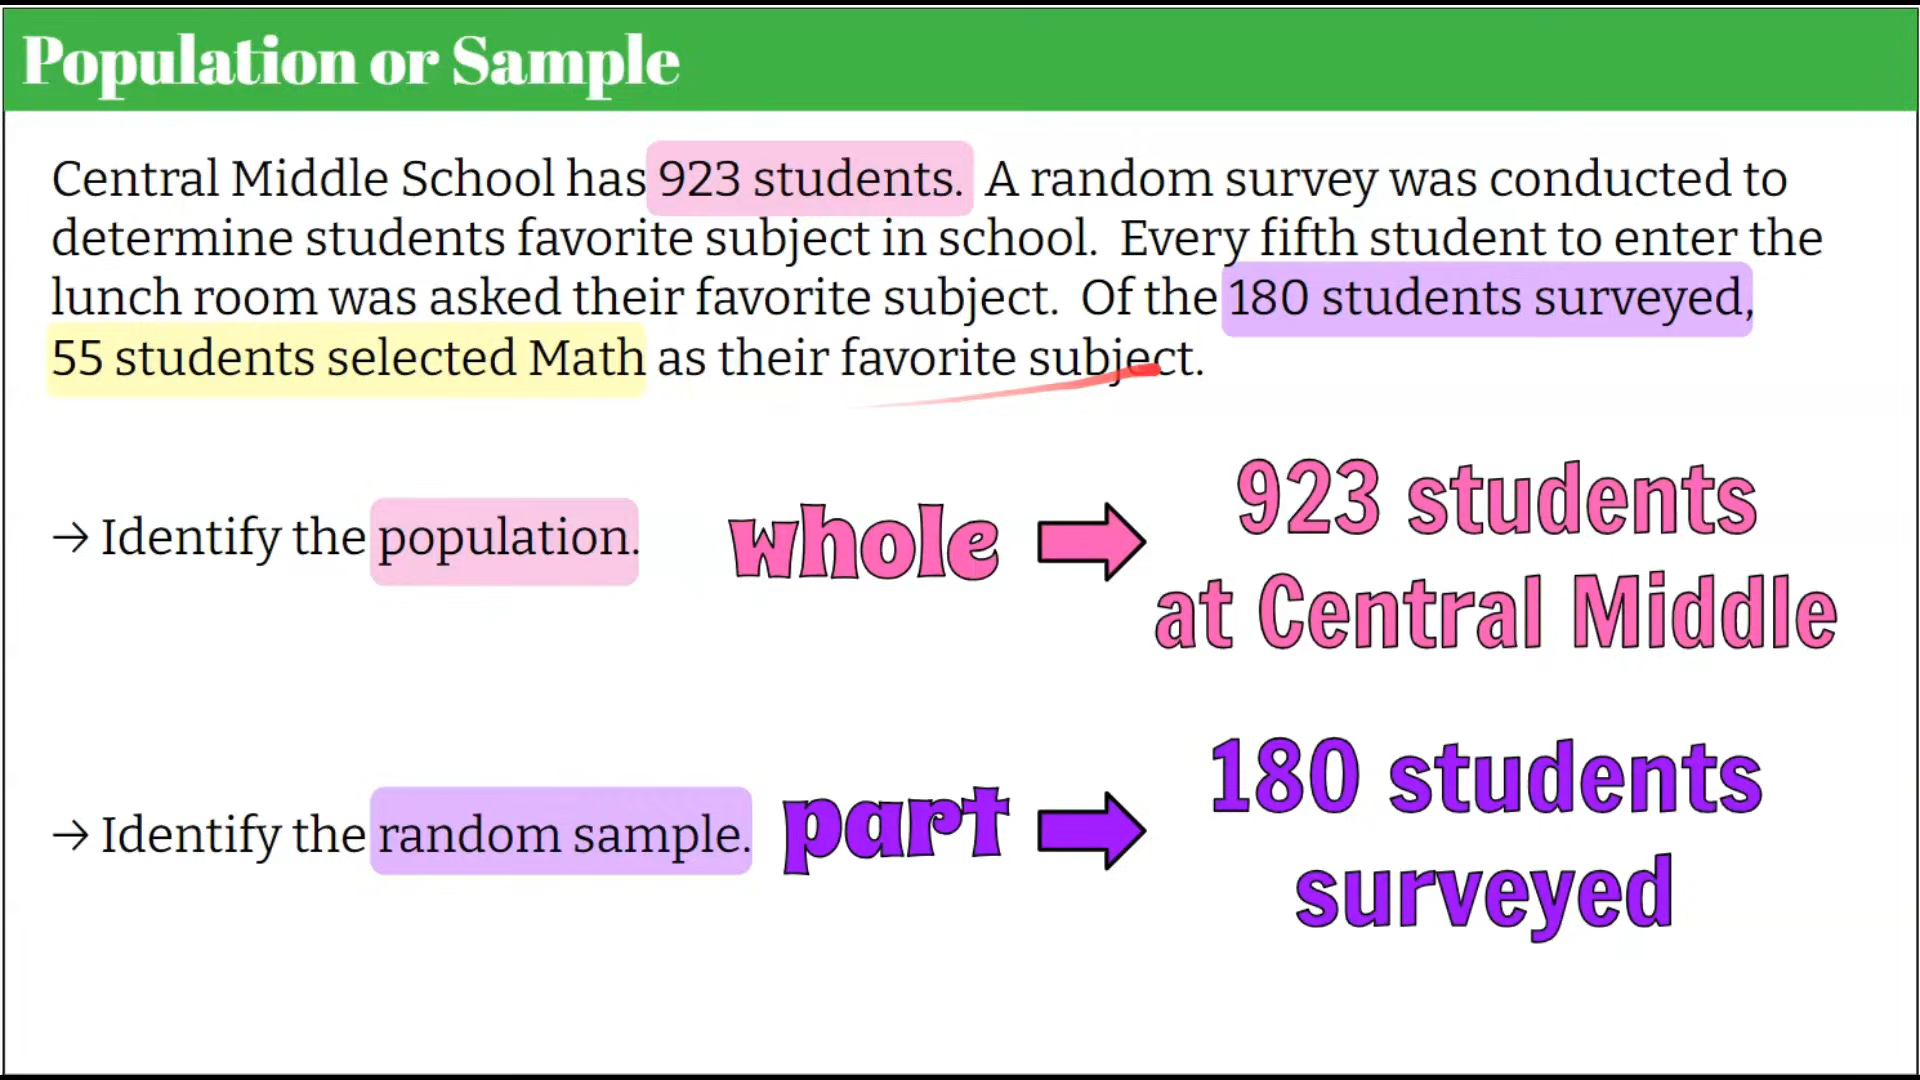 Population or Sample
Central Middle School has 923 students. A random survey was conducted to
determine students favorite subject in school. Every fifth student to enter the
lunch room was asked their favorite subject. Of the 180 students surveyed,
55 students selected Math as their favorite subject.
→ Identify the population.
whole
923 students
at Central Middle
→ Identify the random sample.
part
180 students
surveyed